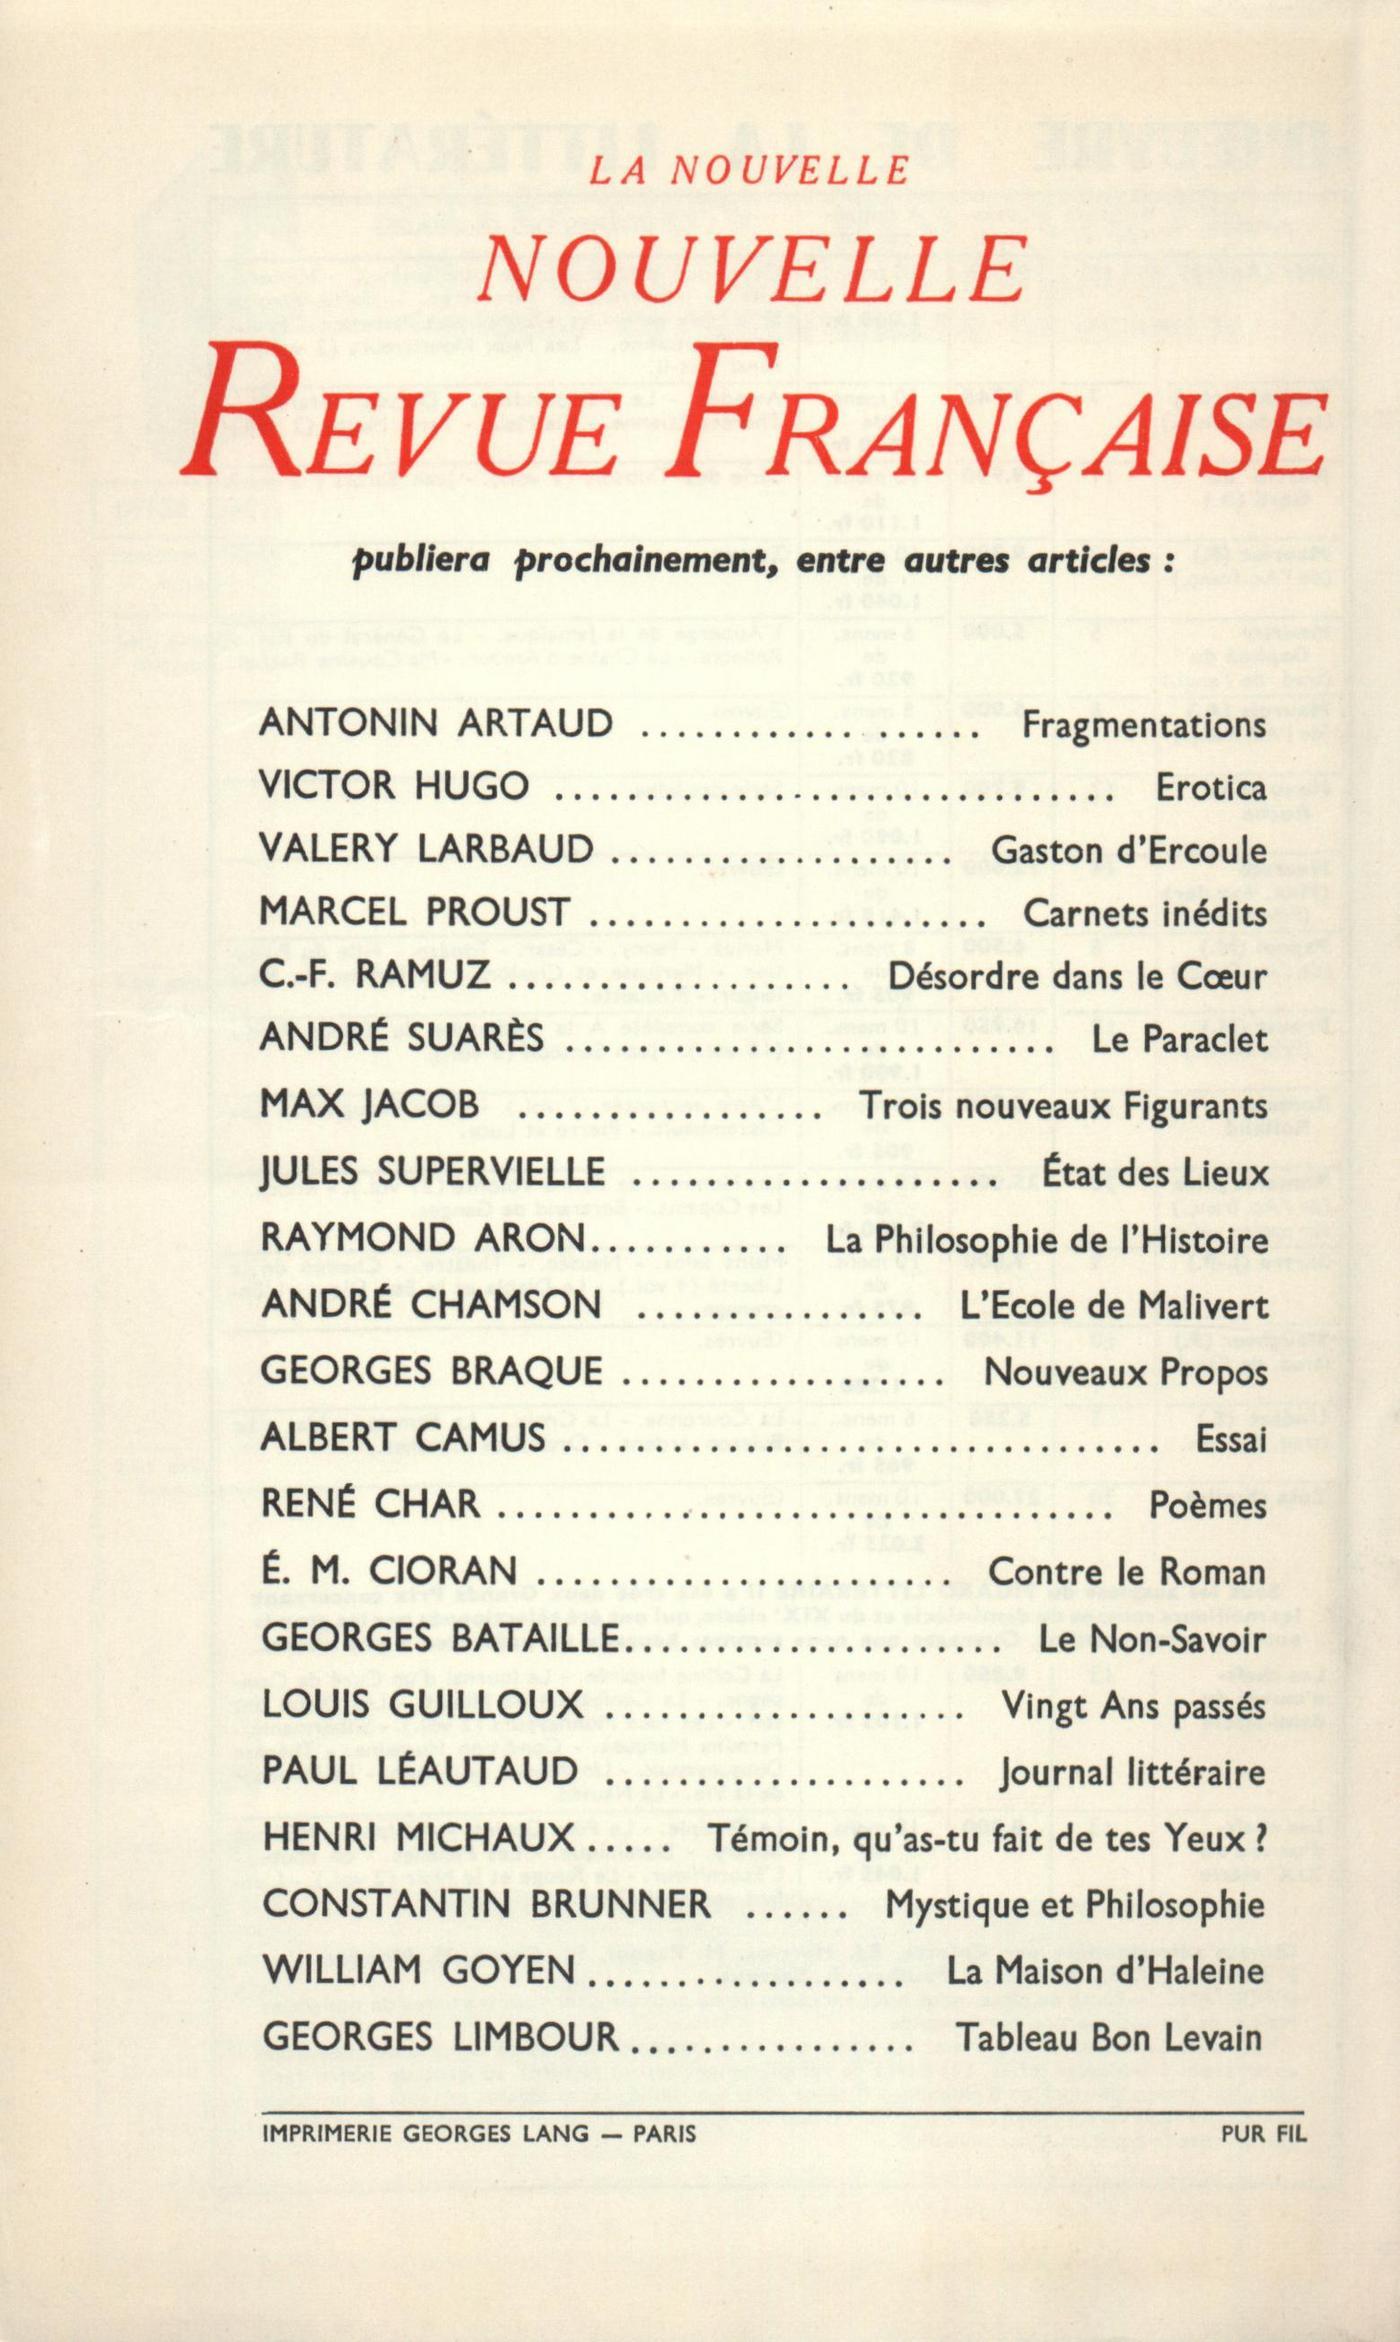 LA NOUVELLE
NOUVELLE
REVUE FRANÇAISE
publiera prochainement, entre autres articles :
ANTONIN ARTAUD .................. Fragmentations
VICTOR HUGO ............................... Erotica
VALERY LARBAUD ................... Gaston d'Ercoule
MARCEL PROUST ...................... Carnets inédits
C.-F. RAMUZ ................... Désordre dans le Cœur
ANDRÉ SUARÈS ........................... Le Paraclet
MAX JACOB ................. Trois nouveaux Figurants
JULES SUPERVIELLE .................... État des Lieux
RAYMOND ARON........... La Philosophie de l'Histoire
ANDRÉ CHAMSON ................ L'Ecole de Malivert
GEORGES BRAQUE .................. Nouveaux Propos
ALBERT CAMUS ................................. Essai
RENÉ CHAR .................................. Poèmes
É. M. CIORAN ....................... Contre le Roman
GEORGES BATAILLE..................... Le Non-Savoir
LOUIS GUILLOUX .................... Vingt Ans passés
PAUL LÉAUTAUD .................... Journal littéraire
HENRI MICHAUX ..... Témoin, qu'as-tu fait de tes Yeux ?
CONSTANTIN BRUNNER ...... Mystique et Philosophie
WILLIAM GOYEN .................. La Maison d'Haleine
GEORGES LIMBOUR ................ Tableau Bon Levain
IMPRIMERIE GEORGES LANG — PARIS PUR FIL